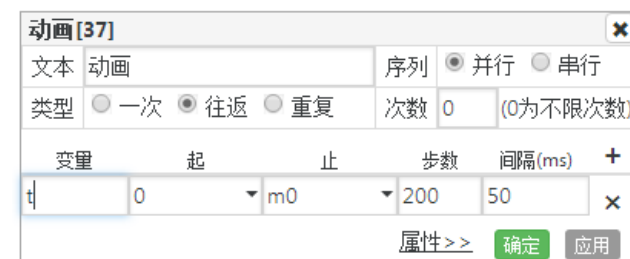 动画[37] ×
文本 动画 序列 并行 串行
类型 一次 往返 重复 次数 0 (0为不限次数)
变量 起 止 步数 间隔(ms) +
t 0 m0 200 50 ×
属性>> 确定 应用